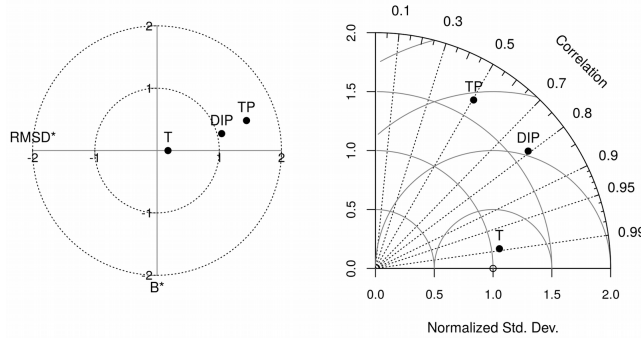 2
1
TP
DIP
T
RMSD*
-2
-1
1
2
-1
-2
B*
0.1
0.3
0.5
Correlation
0.7
0.8
0.9
0.95
0.99
2.0
1.5
1.0
0.5
0.0
TP
DIP
T
0.0
0.5
1.0
1.5
2.0
Normalized Std. Dev.